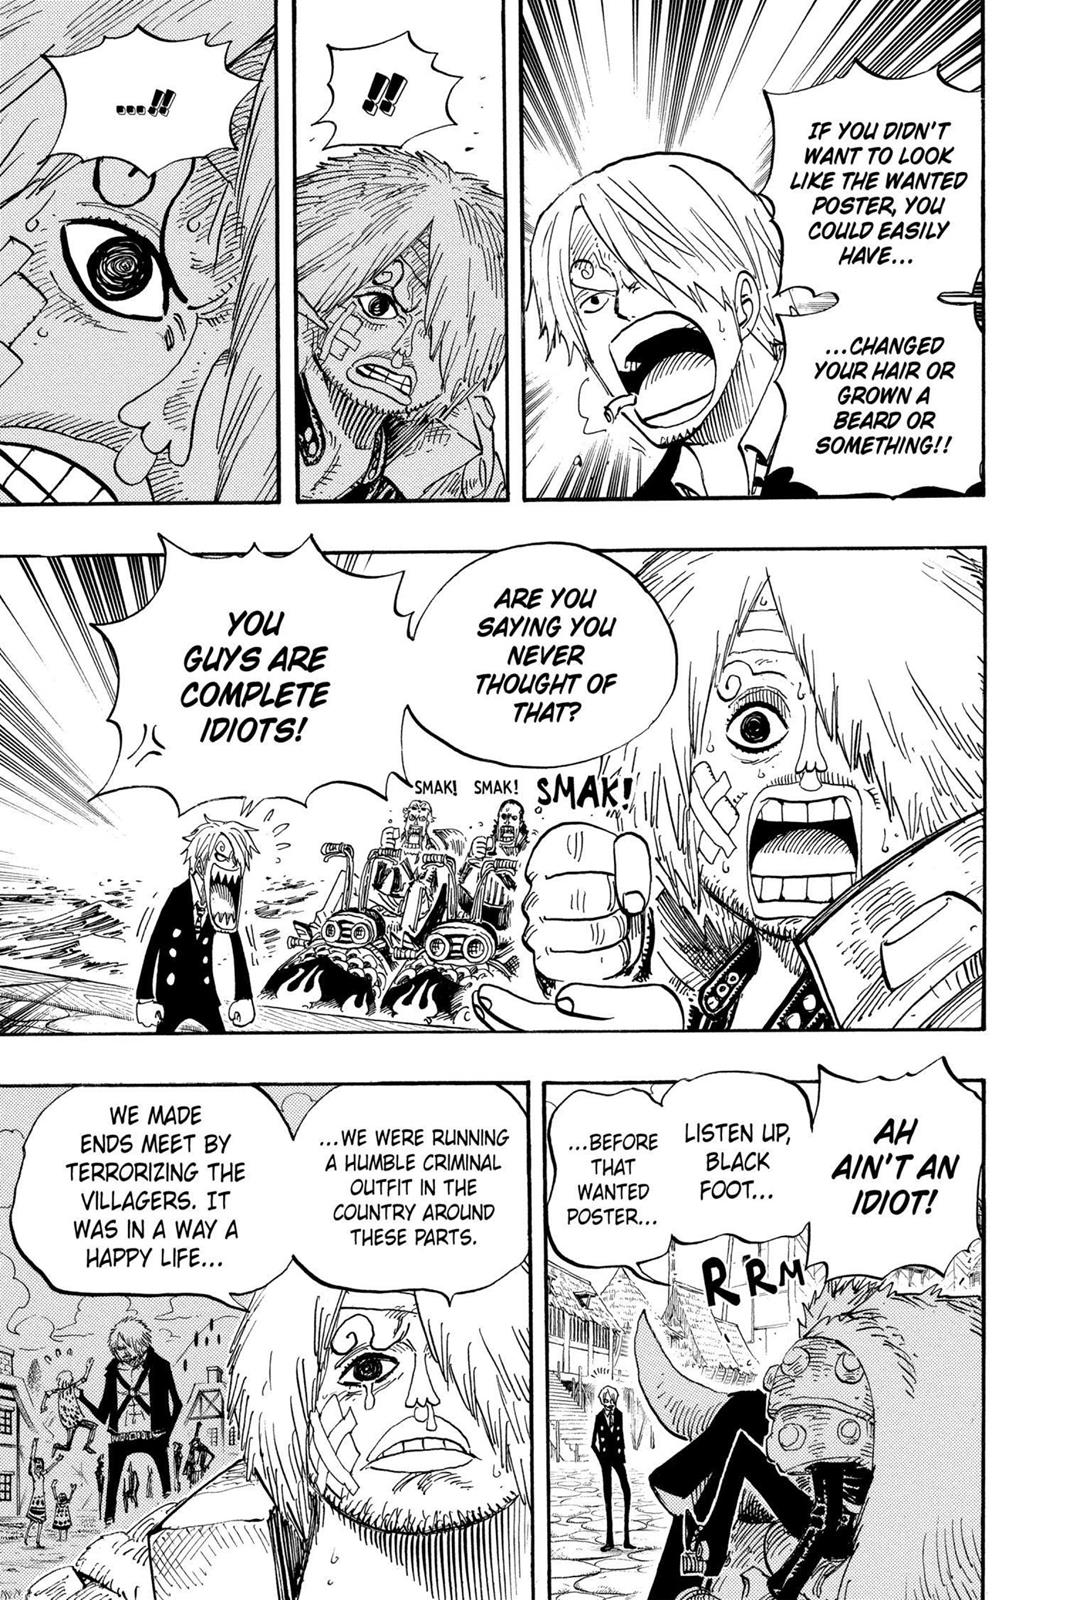 IF YOU DIDN'T
WANT TO LOOK
LIKE THE WANTED
POSTER, YOU
COULD EASILY
HAVE...
...CHANGED
YOUR HAIR OR
GROWN A
BEARD OR
SOMETHING!!
!!
...!!
ARE YOU
SAYING YOU
NEVER
THOUGHT OF
THAT?
SMAK!
SMAK!
SMAK!
YOU
GUYS ARE
COMPLETE
IDIOTS!
AH
AIN'T AN
IDIOT!
LISTEN UP,
BLACK
FOOT...
...BEFORE
THAT
WANTED
POSTER...
RRM
...WE WERE RUNNING
A HUMBLE CRIMINAL
OUTFIT IN THE
COUNTRY AROUND
THESE PARTS.
WE MADE
ENDS MEET BY
TERRORIZING THE
VILLAGERS. IT
WAS IN A WAY A
HAPPY LIFE...